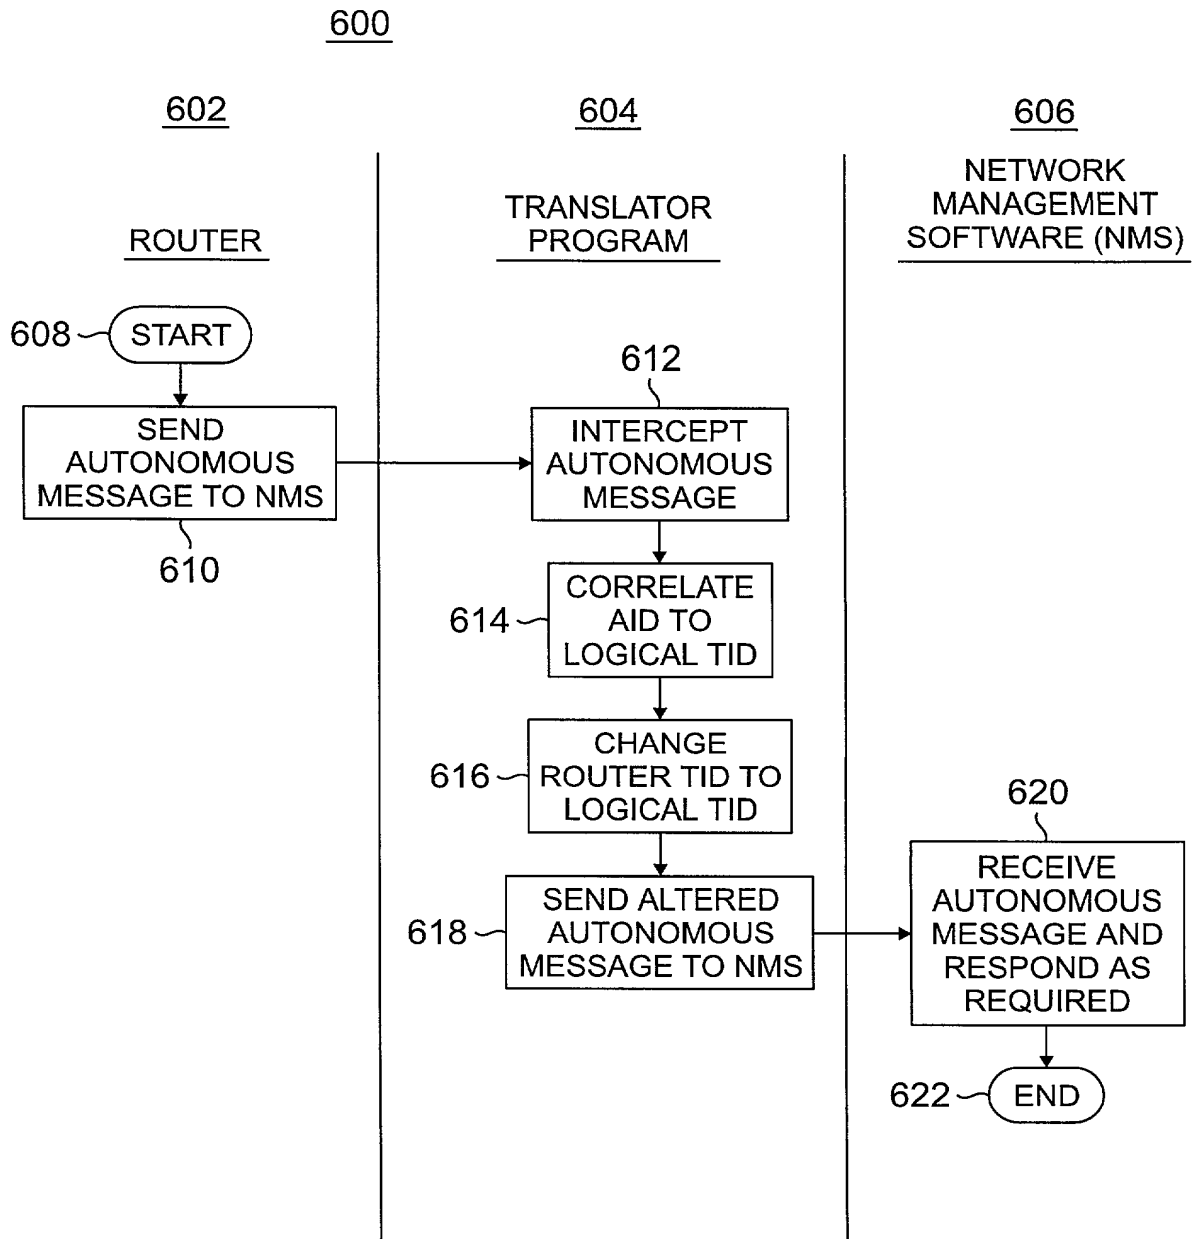 600
602
604
606
ROUTER
TRANSLATOR
PROGRAM
NETWORK
MANAGEMENT
SOFTWARE (NMS)
608
START
SEND
AUTONOMOUS
MESSAGE TO NMS
610
612
INTERCEPT
AUTONOMOUS
MESSAGE
614
CORRELATE
AID TO
LOGICAL TID
616
CHANGE
ROUTER TID TO
LOGICAL TID
618
SEND ALTERED
AUTONOMOUS
MESSAGE TO NMS
620
RECEIVE
AUTONOMOUS
MESSAGE AND
RESPOND AS
REQUIRED
622
END